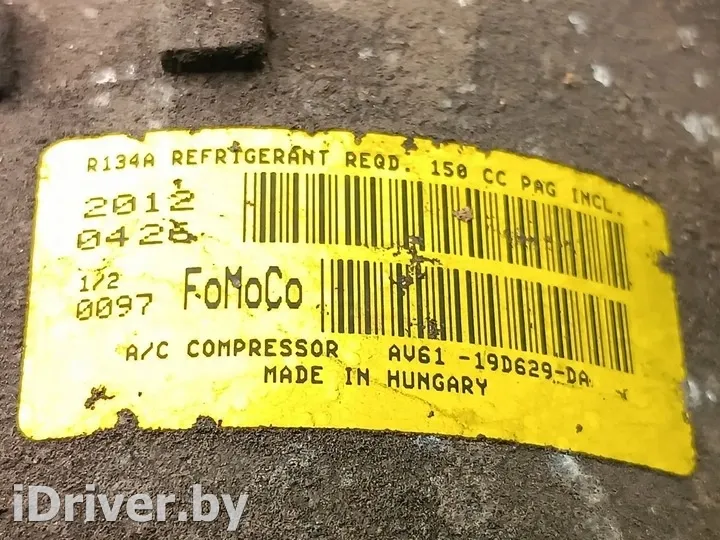 R134A REFRIGERANT REQD. 150 CC PAG INCL.
2012
0426
1/2
0097
FoMoCo
A/C COMPRESSOR AV61 -19D629-DA
MADE IN HUNGARY
iDriver.by